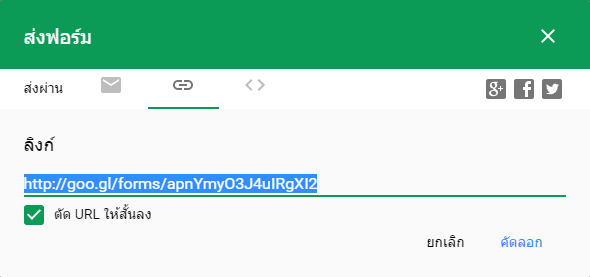 ส่งฟอร์ม
ส่งผ่าน
ลิงก์
http://goo.gl/forms/apnYmyO3J4uIRgXI2
ตัด URL ให้สั้นลง
ยกเลิก คัดลอก